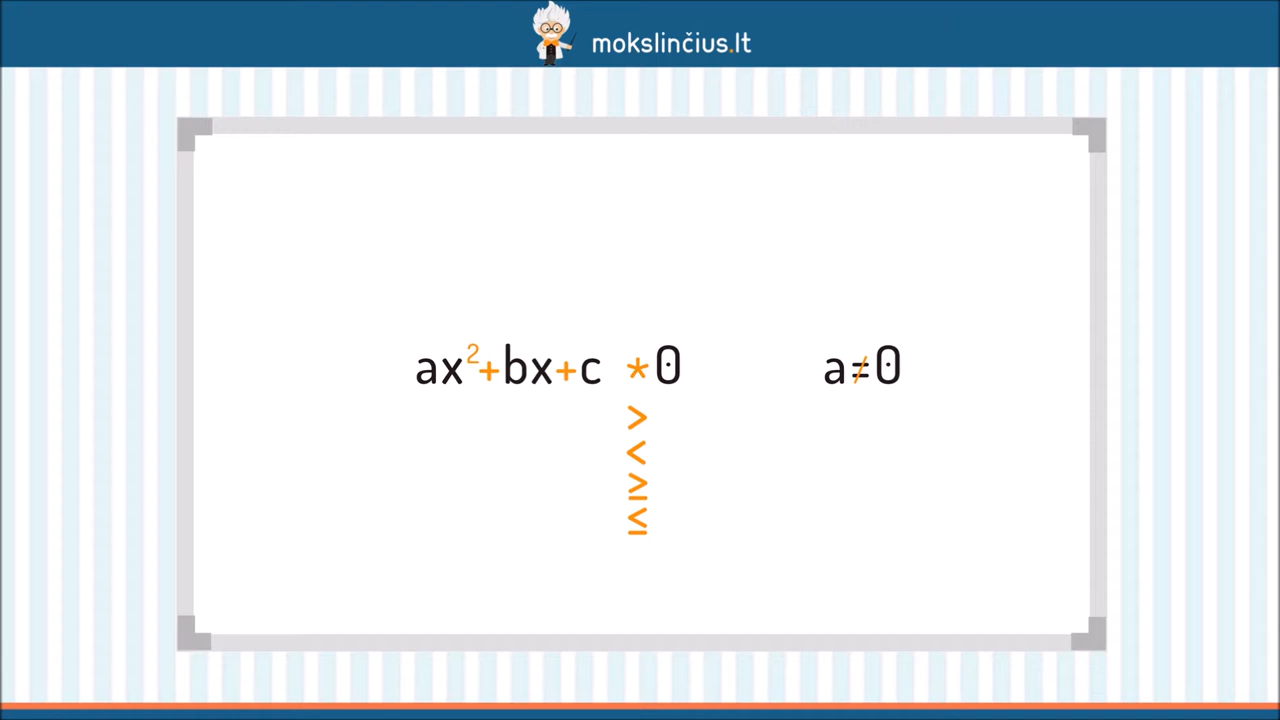 mokslinčius.lt
ax²+bx+c *0 a≠0
>
<
≥
≤